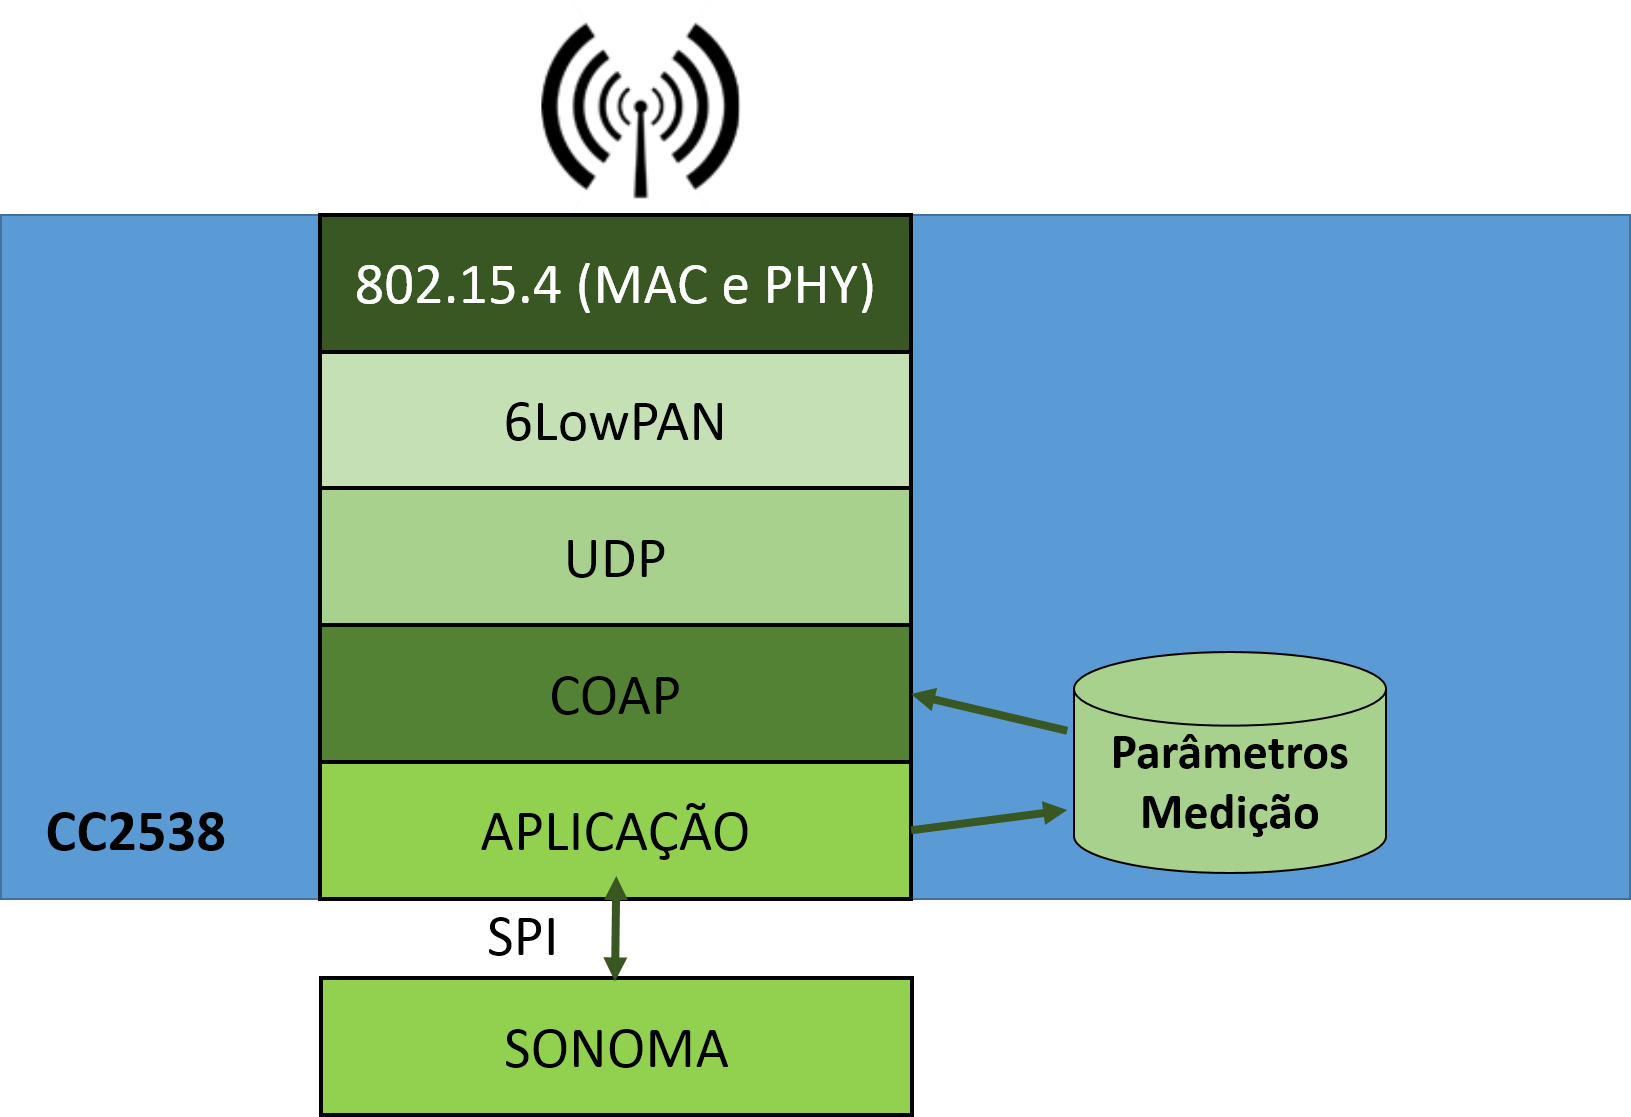 802.15.4 (MAC e PHY)
6LowPAN
UDP
COAP
Parâmetros
Medição
CC2538
APLICAÇÃO
SPI
SONOMA